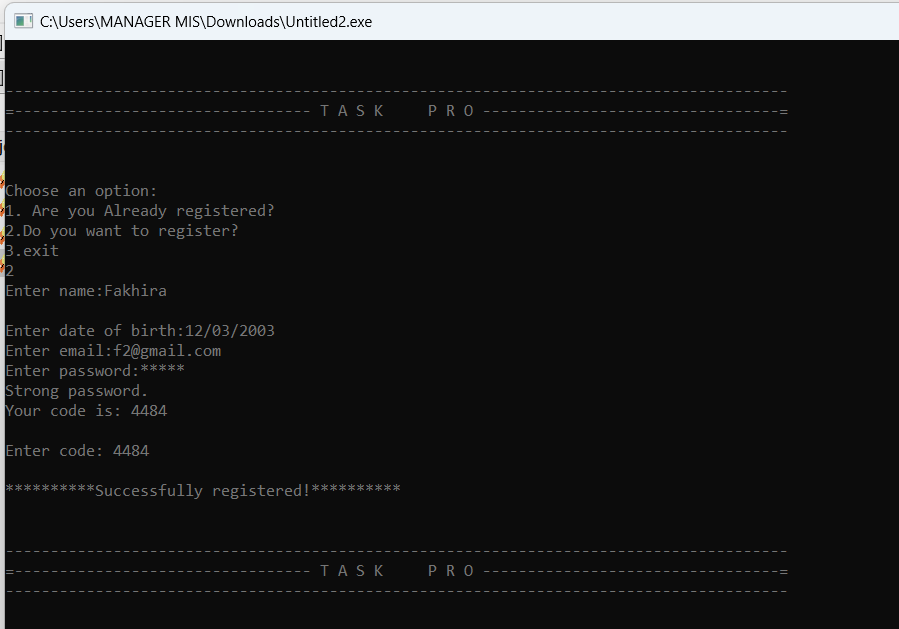 C:\Users\MANAGER MIS\Downloads\Untitled2.exe
---------------------------------------------------------------------------------------
=--------------------------------- T A S K     P R O ---------------------------------=
---------------------------------------------------------------------------------------
Choose an option:
1. Are you Already registered?
2.Do you want to register?
3.exit
2
Enter name:Fakhira
Enter date of birth:12/03/2003
Enter email:f2@gmail.com
Enter password:*****
Strong password.
Your code is: 4484
Enter code: 4484
**********Successfully registered!**********
---------------------------------------------------------------------------------------
=--------------------------------- T A S K     P R O ---------------------------------=
---------------------------------------------------------------------------------------